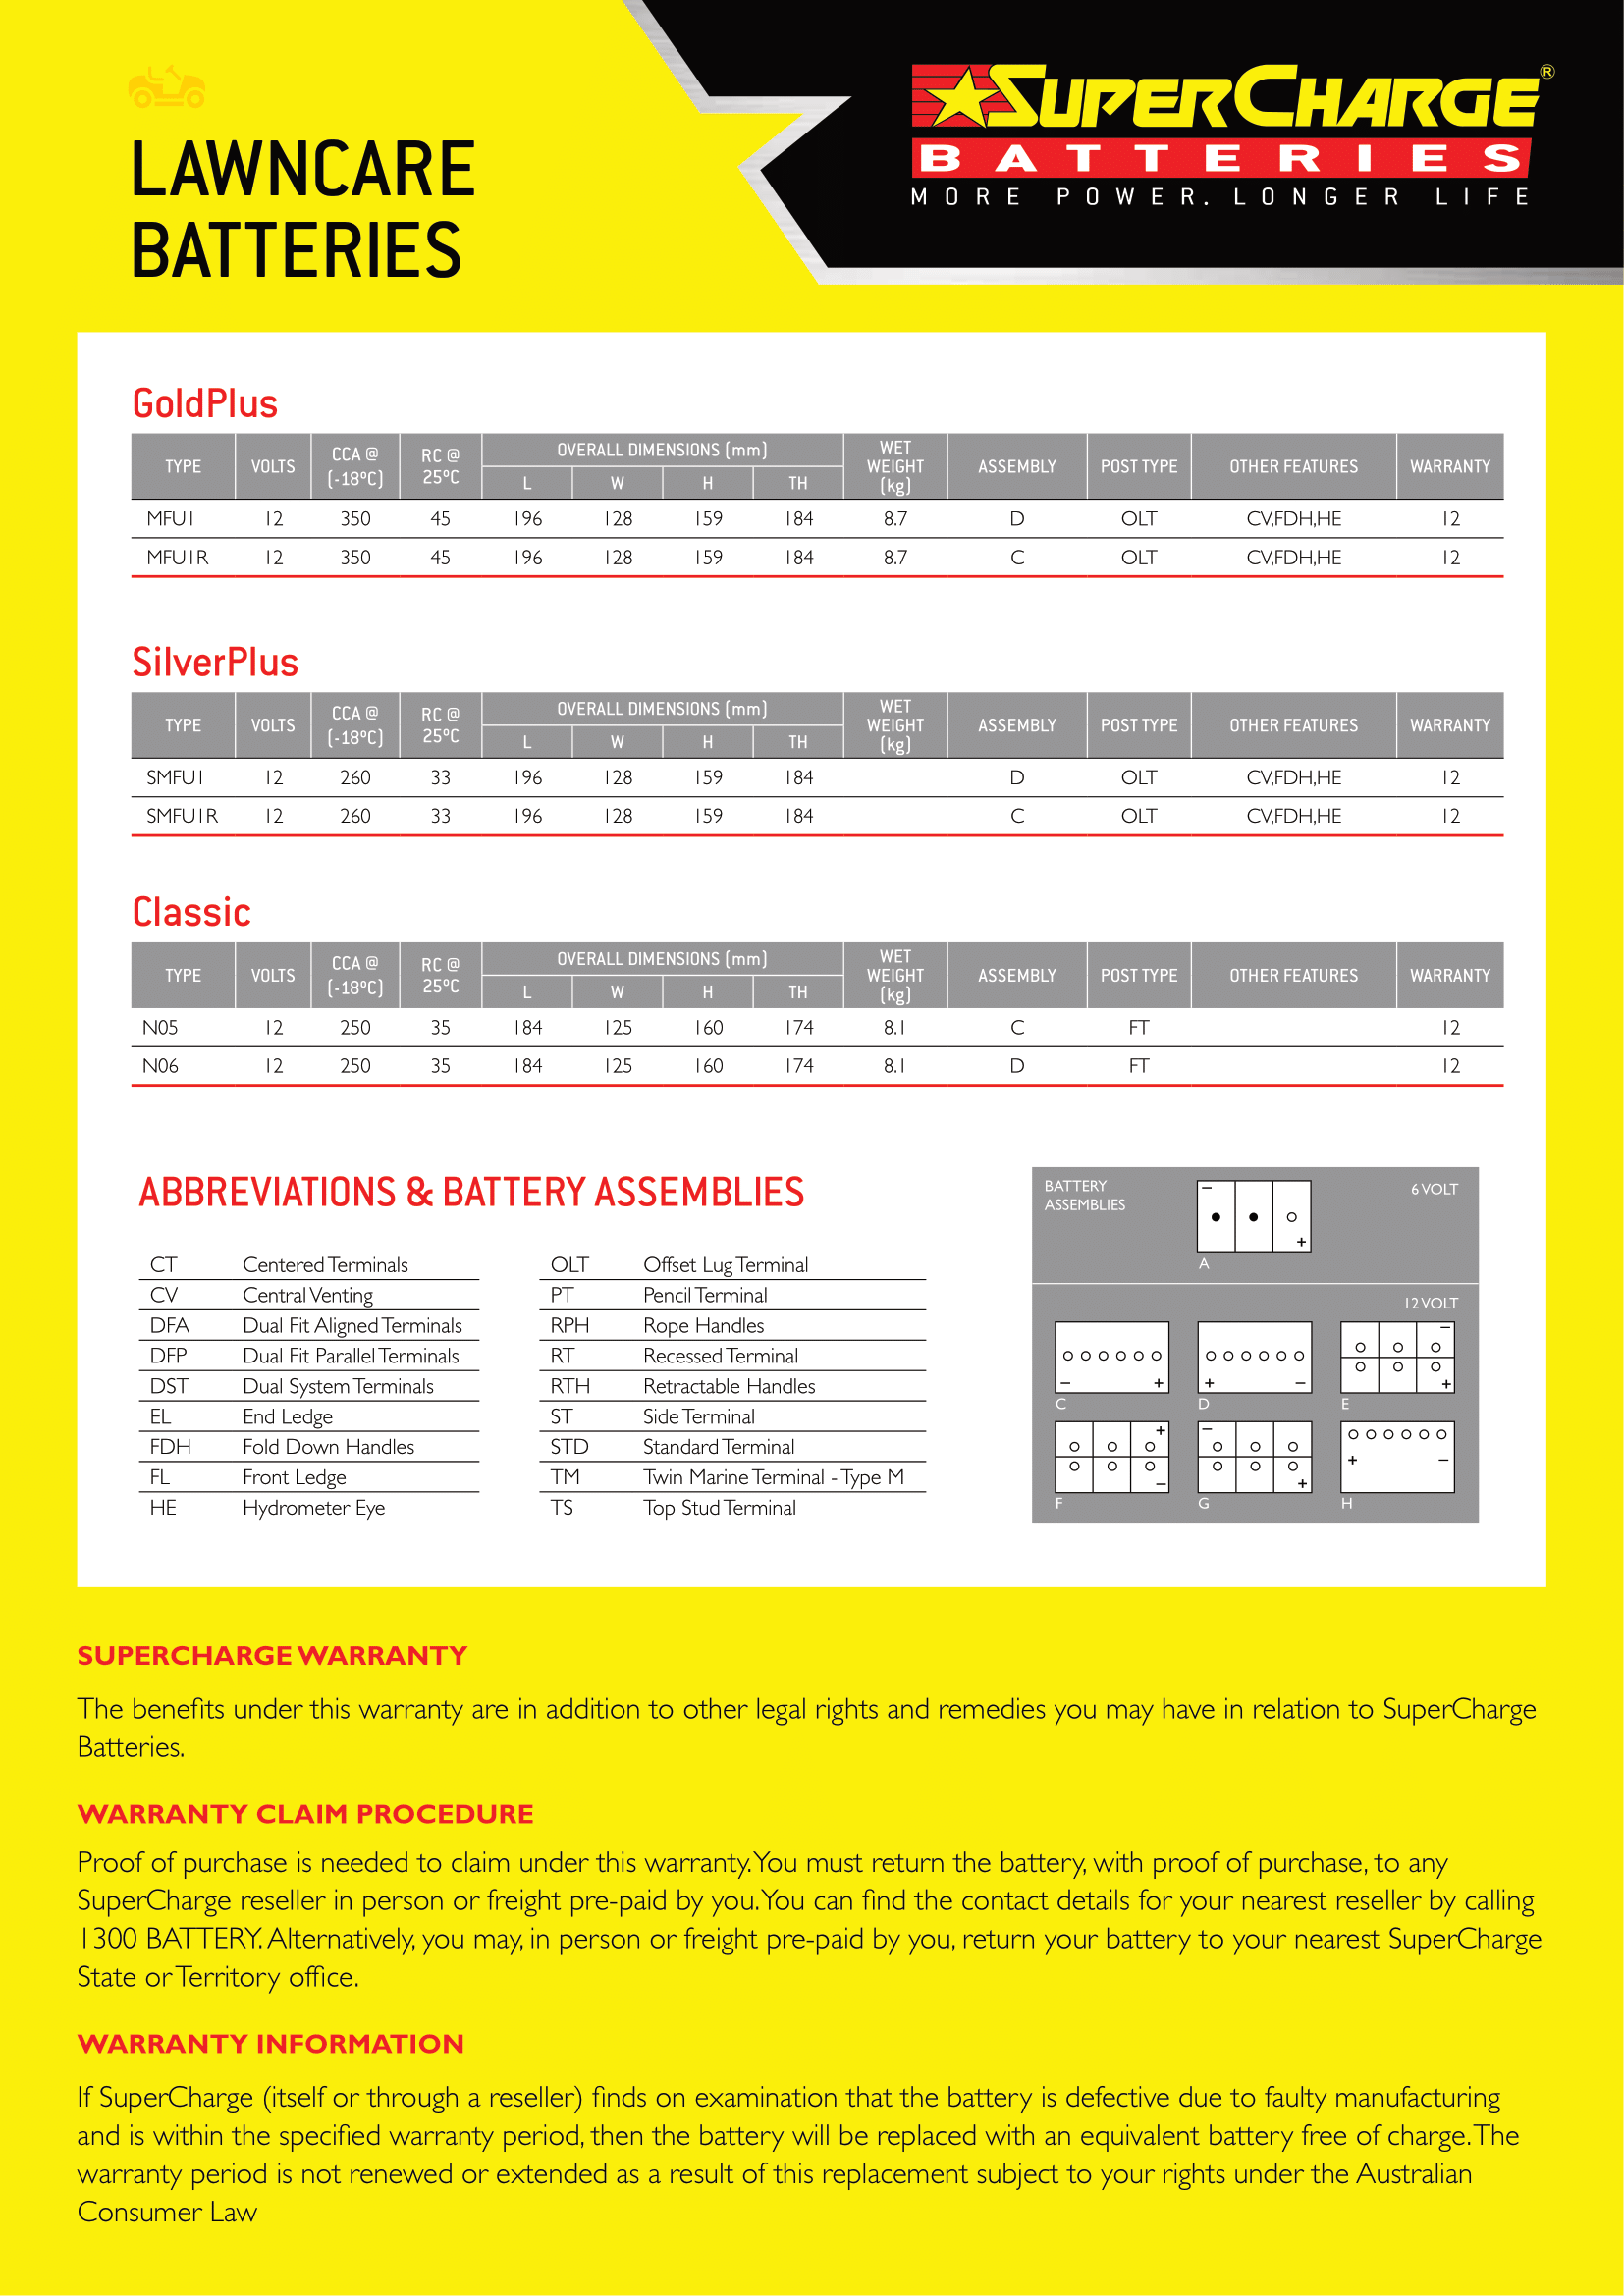 LAWNCARE
BATTERIES
SUPERCHARGE®
BATTERIES
MORE POWER. LONGER LIFE
GoldPlus
TYPE VOLTS CCA @ (-18ºC) RC @ 25ºC OVERALL DIMENSIONS (mm) L W H TH WET WEIGHT (kg) ASSEMBLY POST TYPE OTHER FEATURES WARRANTY
MFU1 12 350 45 196 128 159 184 8.7 D OLT CV,FDH,HE 12
MFU1R 12 350 45 196 128 159 184 8.7 C OLT CV,FDH,HE 12
SilverPlus
TYPE VOLTS CCA @ (-18ºC) RC @ 25ºC OVERALL DIMENSIONS (mm) L W H TH WET WEIGHT (kg) ASSEMBLY POST TYPE OTHER FEATURES WARRANTY
SMFU1 12 260 33 196 128 159 184 D OLT CV,FDH,HE 12
SMFU1R 12 260 33 196 128 159 184 C OLT CV,FDH,HE 12
Classic
TYPE VOLTS CCA @ (-18ºC) RC @ 25ºC OVERALL DIMENSIONS (mm) L W H TH WET WEIGHT (kg) ASSEMBLY POST TYPE OTHER FEATURES WARRANTY
N05 12 250 35 184 125 160 174 8.1 C FT 12
N06 12 250 35 184 125 160 174 8.1 D FT 12
ABBREVIATIONS & BATTERY ASSEMBLIES
CT Centered Terminals
CV Central Venting
DFA Dual Fit Aligned Terminals
DFP Dual Fit Parallel Terminals
DST Dual System Terminals
EL End Ledge
FDH Fold Down Handles
FL Front Ledge
HE Hydrometer Eye
OLT Offset Lug Terminal
PT Pencil Terminal
RPH Rope Handles
RT Recessed Terminal
RTH Retractable Handles
ST Side Terminal
STD Standard Terminal
TM Twin Marine Terminal - Type M
TS Top Stud Terminal
BATTERY
ASSEMBLIES
6 VOLT
− +
A
12 VOLT
− + + − − +
C D E
+ − − + + −
F G H
SUPERCHARGE WARRANTY
The benefits under this warranty are in addition to other legal rights and remedies you may have in relation to SuperCharge
Batteries.
WARRANTY CLAIM PROCEDURE
Proof of purchase is needed to claim under this warranty. You must return the battery, with proof of purchase, to any
SuperCharge reseller in person or freight pre-paid by you. You can find the contact details for your nearest reseller by calling
1300 BATTERY. Alternatively, you may, in person or freight pre-paid by you, return your battery to your nearest SuperCharge
State or Territory office.
WARRANTY INFORMATION
If SuperCharge (itself or through a reseller) finds on examination that the battery is defective due to faulty manufacturing
and is within the specified warranty period, then the battery will be replaced with an equivalent battery free of charge. The
warranty period is not renewed or extended as a result of this replacement subject to your rights under the Australian
Consumer Law